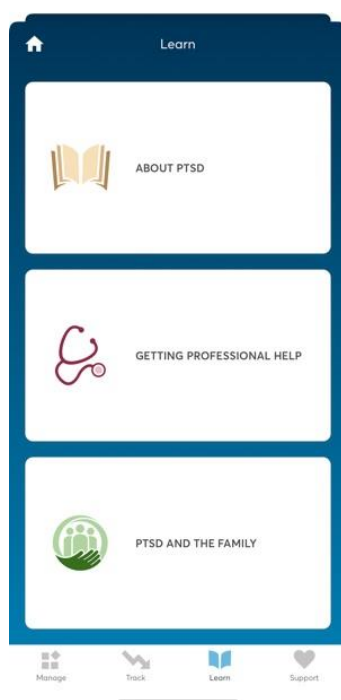 Learn
ABOUT PTSD
GETTING PROFESSIONAL HELP
PTSD AND THE FAMILY
Manage
Track
Learn
Support